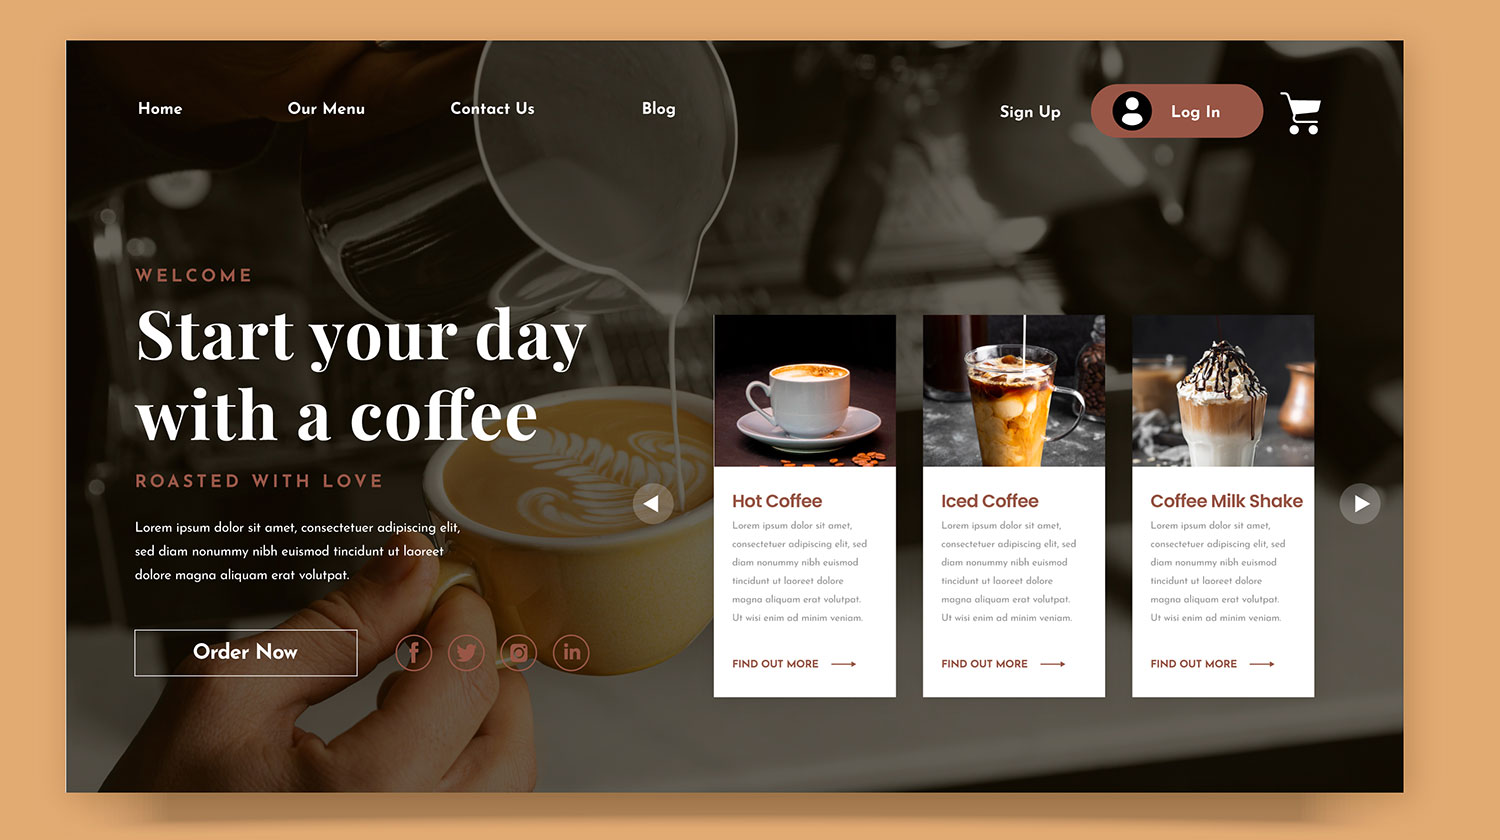 Home
Our Menu
Contact Us
Blog
Sign Up
Log In
WELCOME
Start your day
with a coffee
ROASTED WITH LOVE
Lorem ipsum dolor sit amet, consectetuer adipiscing elit,
sed diam nonummy nibh euismod tincidunt ut laoreet
dolore magna aliquam erat volutpat.
Order Now
f
in
Hot Coffee
Lorem ipsum dolor sit amet,
consectetuer adipiscing elit, sed
diam nonummy nibh euismod
tincidunt ut laoreet dolore
magna aliquam erat volutpat.
Ut wisi enim ad minim veniam.
FIND OUT MORE
Iced Coffee
Lorem ipsum dolor sit amet,
consectetuer adipiscing elit, sed
diam nonummy nibh euismod
tincidunt ut laoreet dolore
magna aliquam erat volutpat.
Ut wisi enim ad minim veniam.
FIND OUT MORE
Coffee Milk Shake
Lorem ipsum dolor sit amet,
consectetuer adipiscing elit, sed
diam nonummy nibh euismod
tincidunt ut laoreet dolore
magna aliquam erat volutpat.
Ut wisi enim ad minim veniam.
FIND OUT MORE